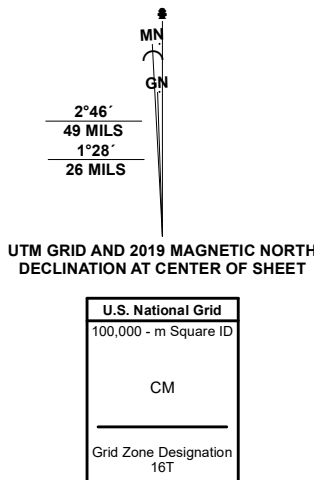 MN
GN
2°46´
49 MILS
1°28´
26 MILS
UTM GRID AND 2019 MAGNETIC NORTH
DECLINATION AT CENTER OF SHEET
U.S. National Grid
100,000 - m Square ID
CM
Grid Zone Designation
16T